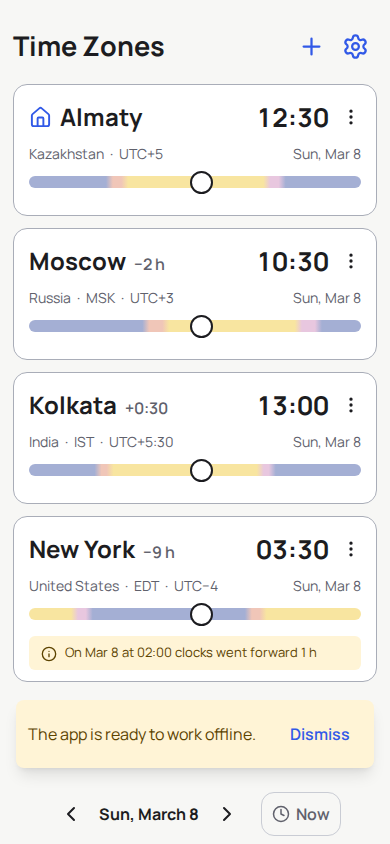 Time Zones
Almaty 12:30
Kazakhstan · UTC+5 Sun, Mar 8
Moscow −2 h 10:30
Russia · MSK · UTC+3 Sun, Mar 8
Kolkata +0:30 13:00
India · IST · UTC+5:30 Sun, Mar 8
New York −9 h 03:30
United States · EDT · UTC−4 Sun, Mar 8
On Mar 8 at 02:00 clocks went forward 1 h
The app is ready to work offline. Dismiss
Sun, March 8 Now